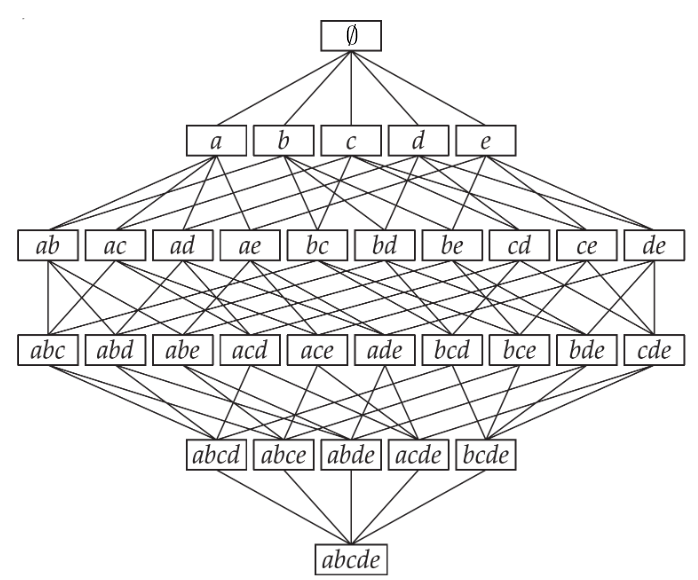 ∅
a b c d e
ab ac ad ae bc bd be cd ce de
abc abd abe acd ace ade bcd bce bde cde
abcd abce abde acde bcde
abcde